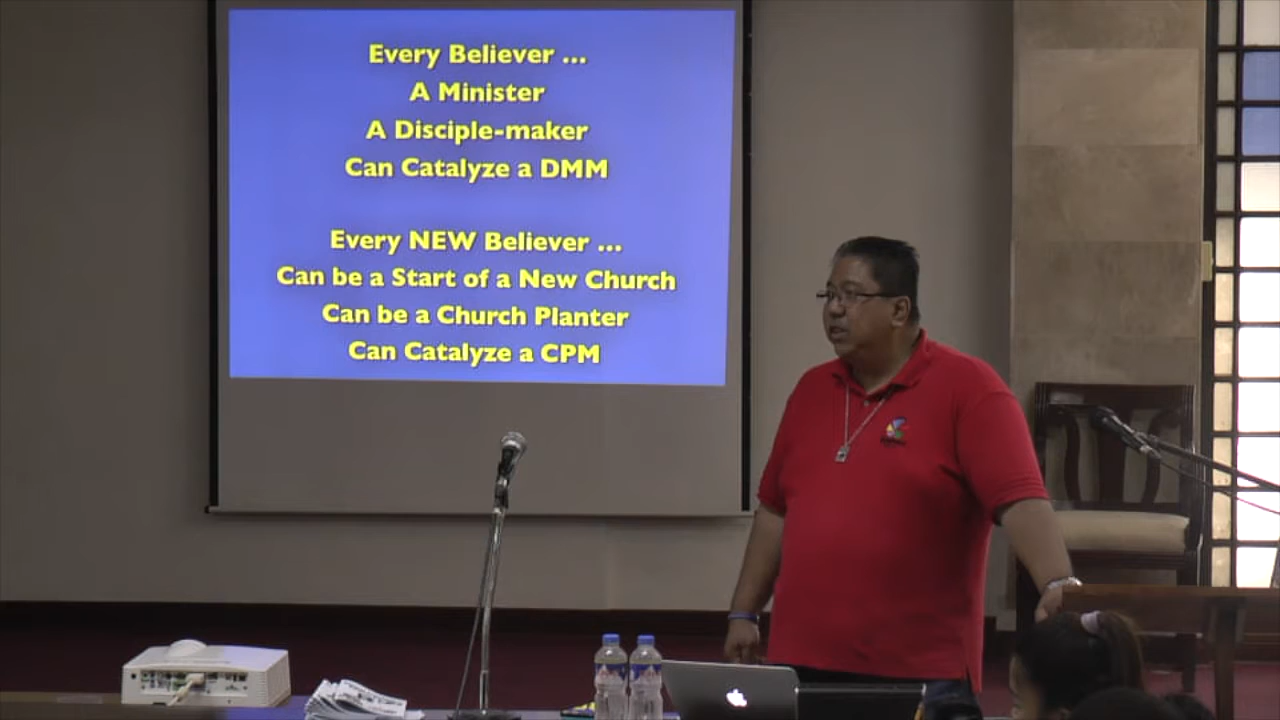 Every Believer ...
A Minister
A Disciple-maker
Can Catalyze a DMM
Every NEW Believer ...
Can be a Start of a New Church
Can be a Church Planter
Can Catalyze a CPM